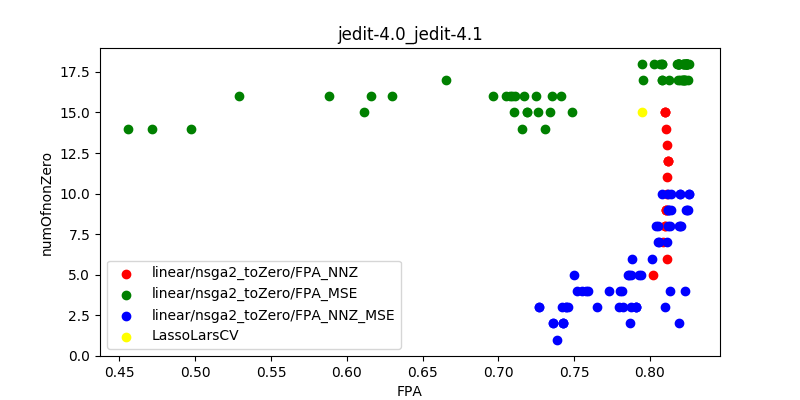 jedit-4.0_jedit-4.1
numOfnonZero
17.5
15.0
12.5
10.0
7.5
5.0
2.5
0.0
linear/nsga2_toZero/FPA_NNZ
linear/nsga2_toZero/FPA_MSE
linear/nsga2_toZero/FPA_NNZ_MSE
LassoLarsCV
0.45 0.50 0.55 0.60 0.65 0.70 0.75 0.80
FPA